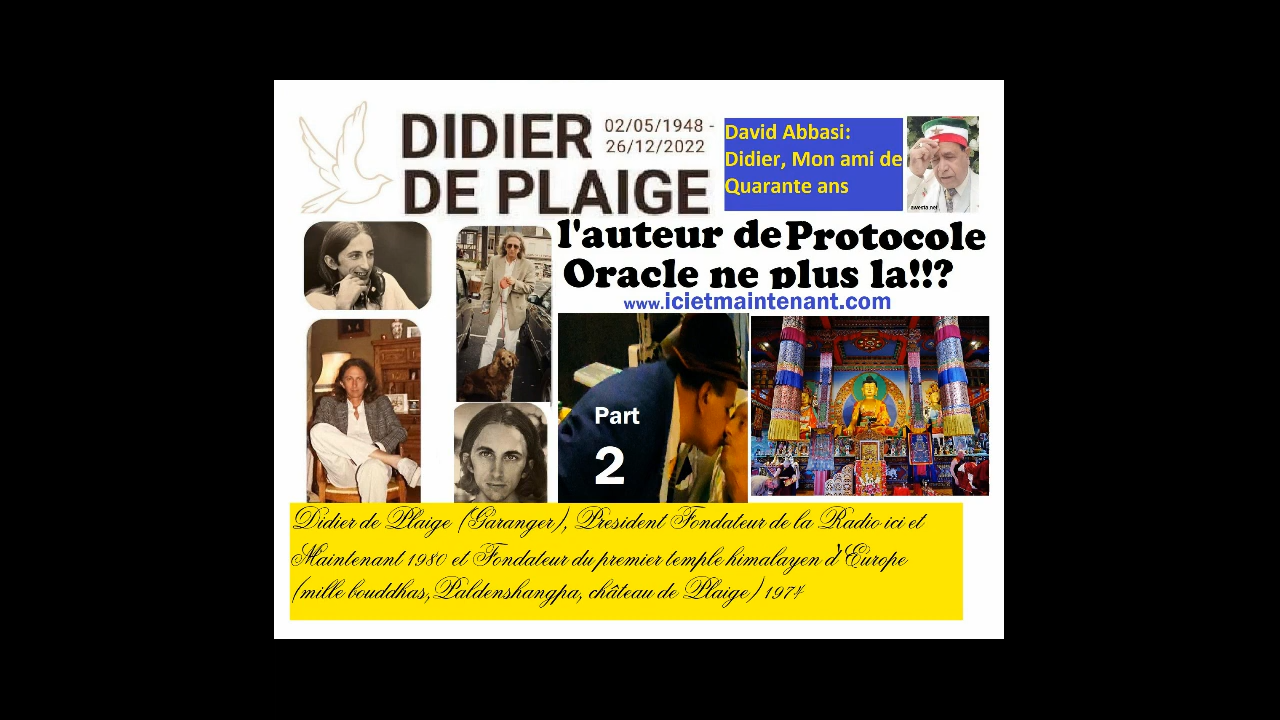 DIDIER
DE PLAIGE
02/05/1948 -
26/12/2022
David Abbasi:
Didier, Mon ami de
Quarante ans
awesta.net
l'auteur de Protocole
Oracle ne plus la!!?
www.icietmaintenant.com
Part
2
Didier de Plaige (Garanger), President Fondateur de la Radio ici et
Maintenant 1980 et Fondateur du premier temple himalayen d'Europe
(mille bouddhas, Paldenshangpa, château de Plaige) 1974